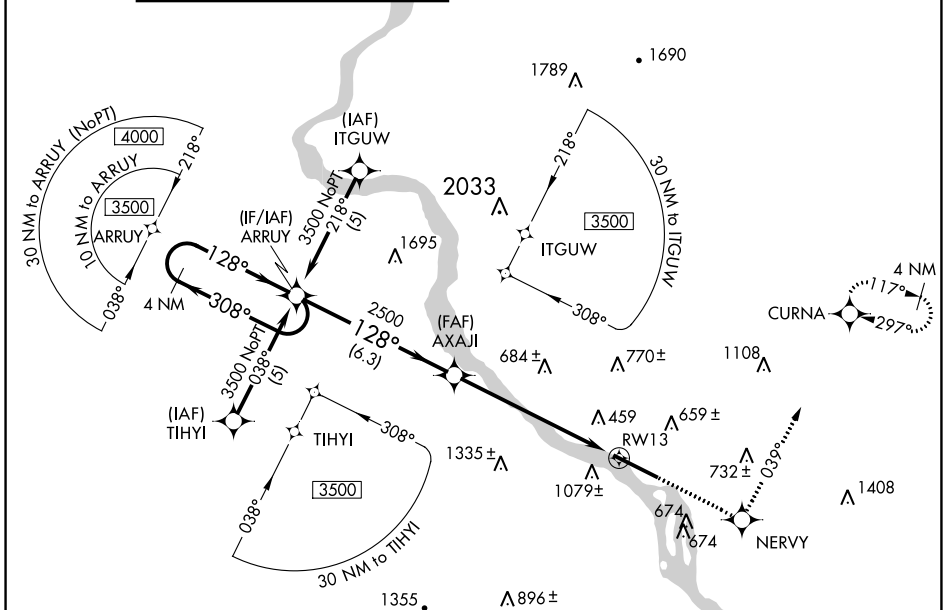 1690
1789
30 NM to ARRUY (NoPT)
4000
218°
10 NM to ARRUY
3500
ARRUY
038°
(IAF)
ITGUW
3500 NoPT
218°
(5)
(IF/IAF)
ARRUY
2033
218°
30 NM to ITGUW
3500
ITGUW
308°
1695
128°
4 NM
308°
2500
128°
(6.3)
(FAF)
AXAJI
4 NM
117°
CURNA
297°
3500 NoPT
038°
(5)
(IAF)
TIHYI
684 ±
770 ±
1108
459
659 ±
RW13
TIHYI
308°
3500
038°
30 NM to TIHYI
1335 ±
1079 ±
732 ±
039°
1408
674
674
NERVY
1355
896 ±